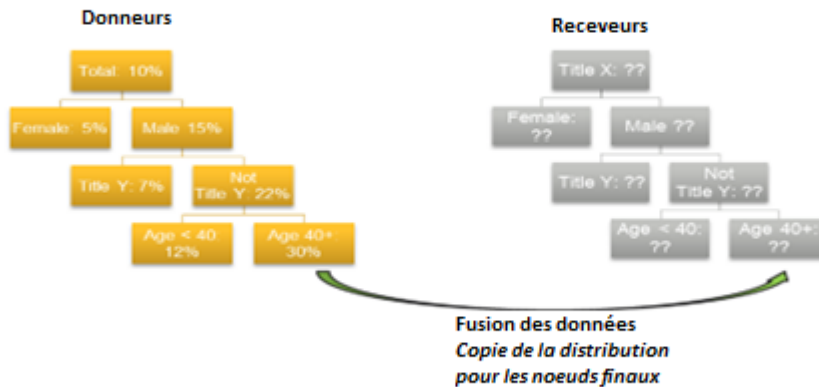 Donneurs
Total: 10%
Female: 5%
Male 15%
Title Y: 7%
Not
Title Y: 22%
Age < 40:
12%
Age 40+:
30%
Receveurs
Title X: ??
Female:
??
Male ??
Title Y: ??
Not
Title Y: ??
Age < 40:
??
Age 40+:
??
Fusion des données
Copie de la distribution
pour les noeuds finaux